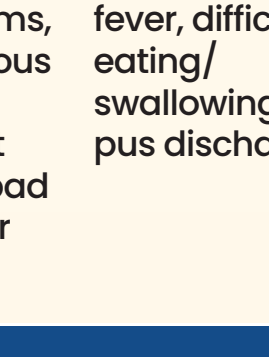 ms,
ous
t
oad
r
fever, diffic
eating/
swallowing
pus discha